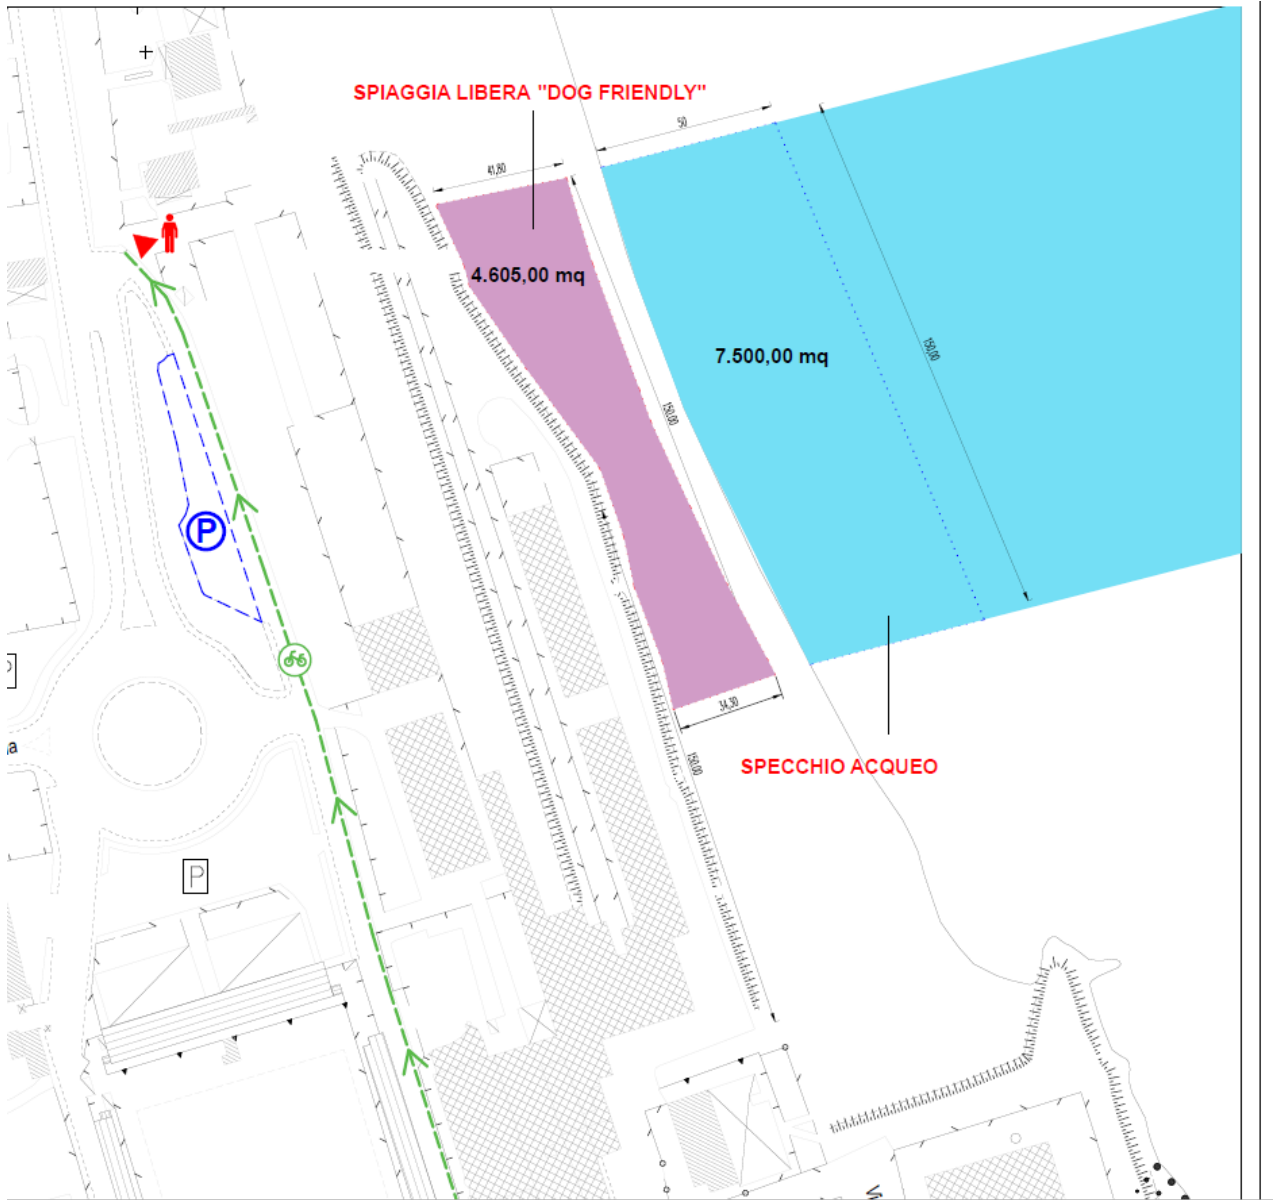 SPIAGGIA LIBERA "DOG FRIENDLY"
50
41,80
4.605,00 mq
7.500,00 mq
150,00
150,00
P
34,30
150,00
SPECCHIO ACQUEO
P